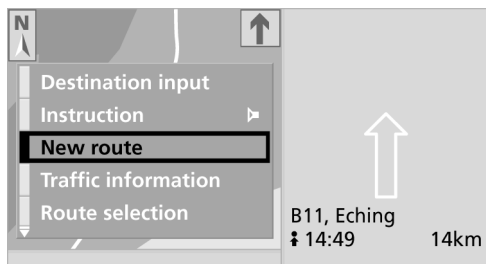 N
Destination input
Instruction
New route
Traffic information
Route selection
B11, Eching
14:49 14km